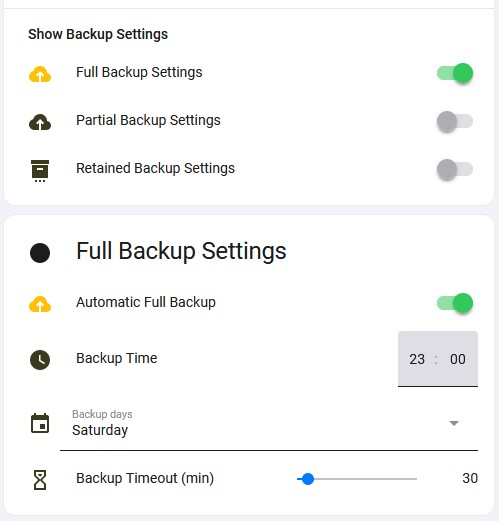 Show Backup Settings
Full Backup Settings
Partial Backup Settings
Retained Backup Settings
Full Backup Settings
Automatic Full Backup
Backup Time 23 : 00
Backup days
Saturday
Backup Timeout (min) 30